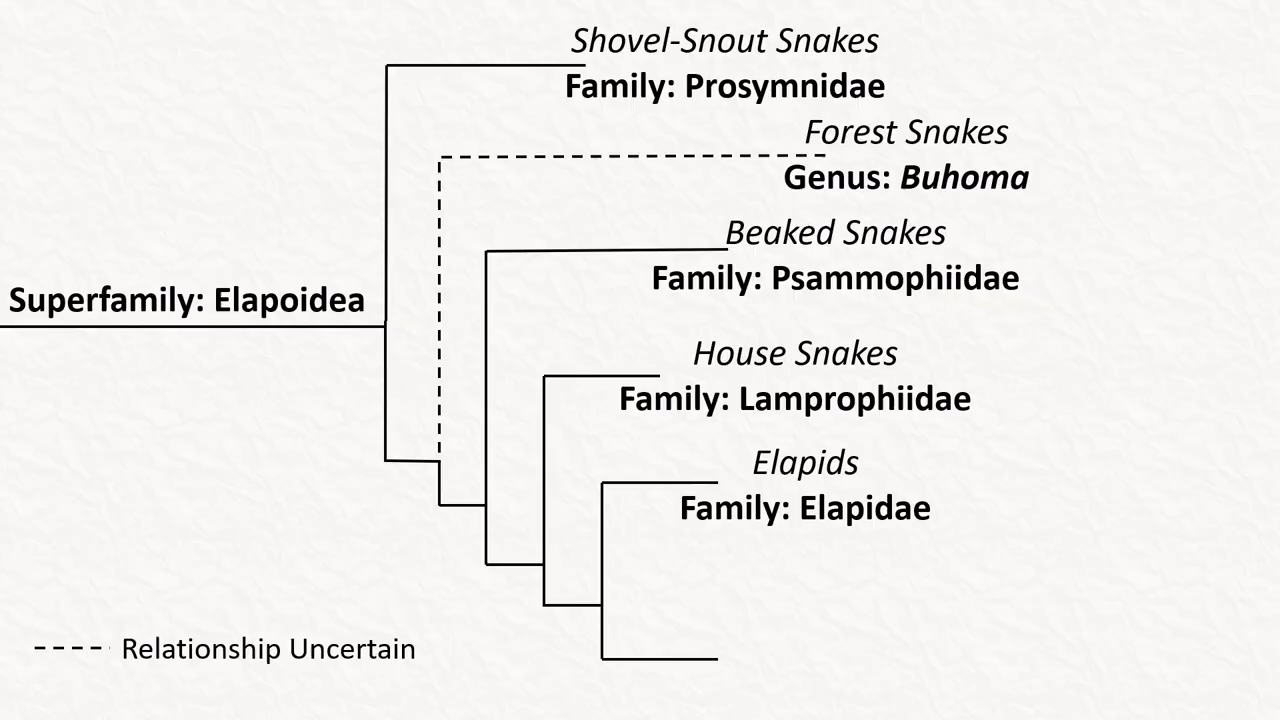 Shovel-Snout Snakes
Family: Prosymnidae
Forest Snakes
Genus: Buhoma
Beaked Snakes
Family: Psammophiidae
Superfamily: Elapoidea
House Snakes
Family: Lamprophiidae
Elapids
Family: Elapidae
Relationship Uncertain